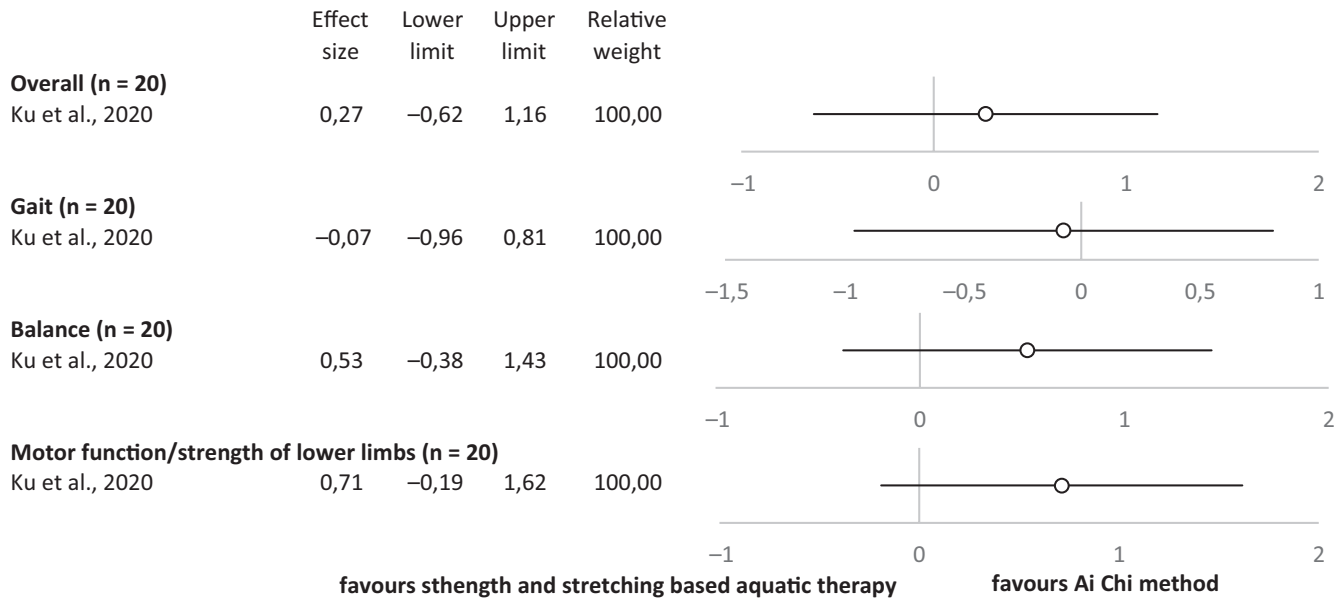 Effect Lower Upper Relative
size limit limit weight
Overall (n = 20)
Ku et al., 2020 0,27 –0,62 1,16 100,00
–1 0 1 2
Gait (n = 20)
Ku et al., 2020 –0,07 –0,96 0,81 100,00
–1,5 –1 –0,5 0 0,5 1
Balance (n = 20)
Ku et al., 2020 0,53 –0,38 1,43 100,00
–1 0 1 2
Motor function/strength of lower limbs (n = 20)
Ku et al., 2020 0,71 –0,19 1,62 100,00
–1 0 1 2
favours sthength and stretching based aquatic therapy favours Ai Chi method